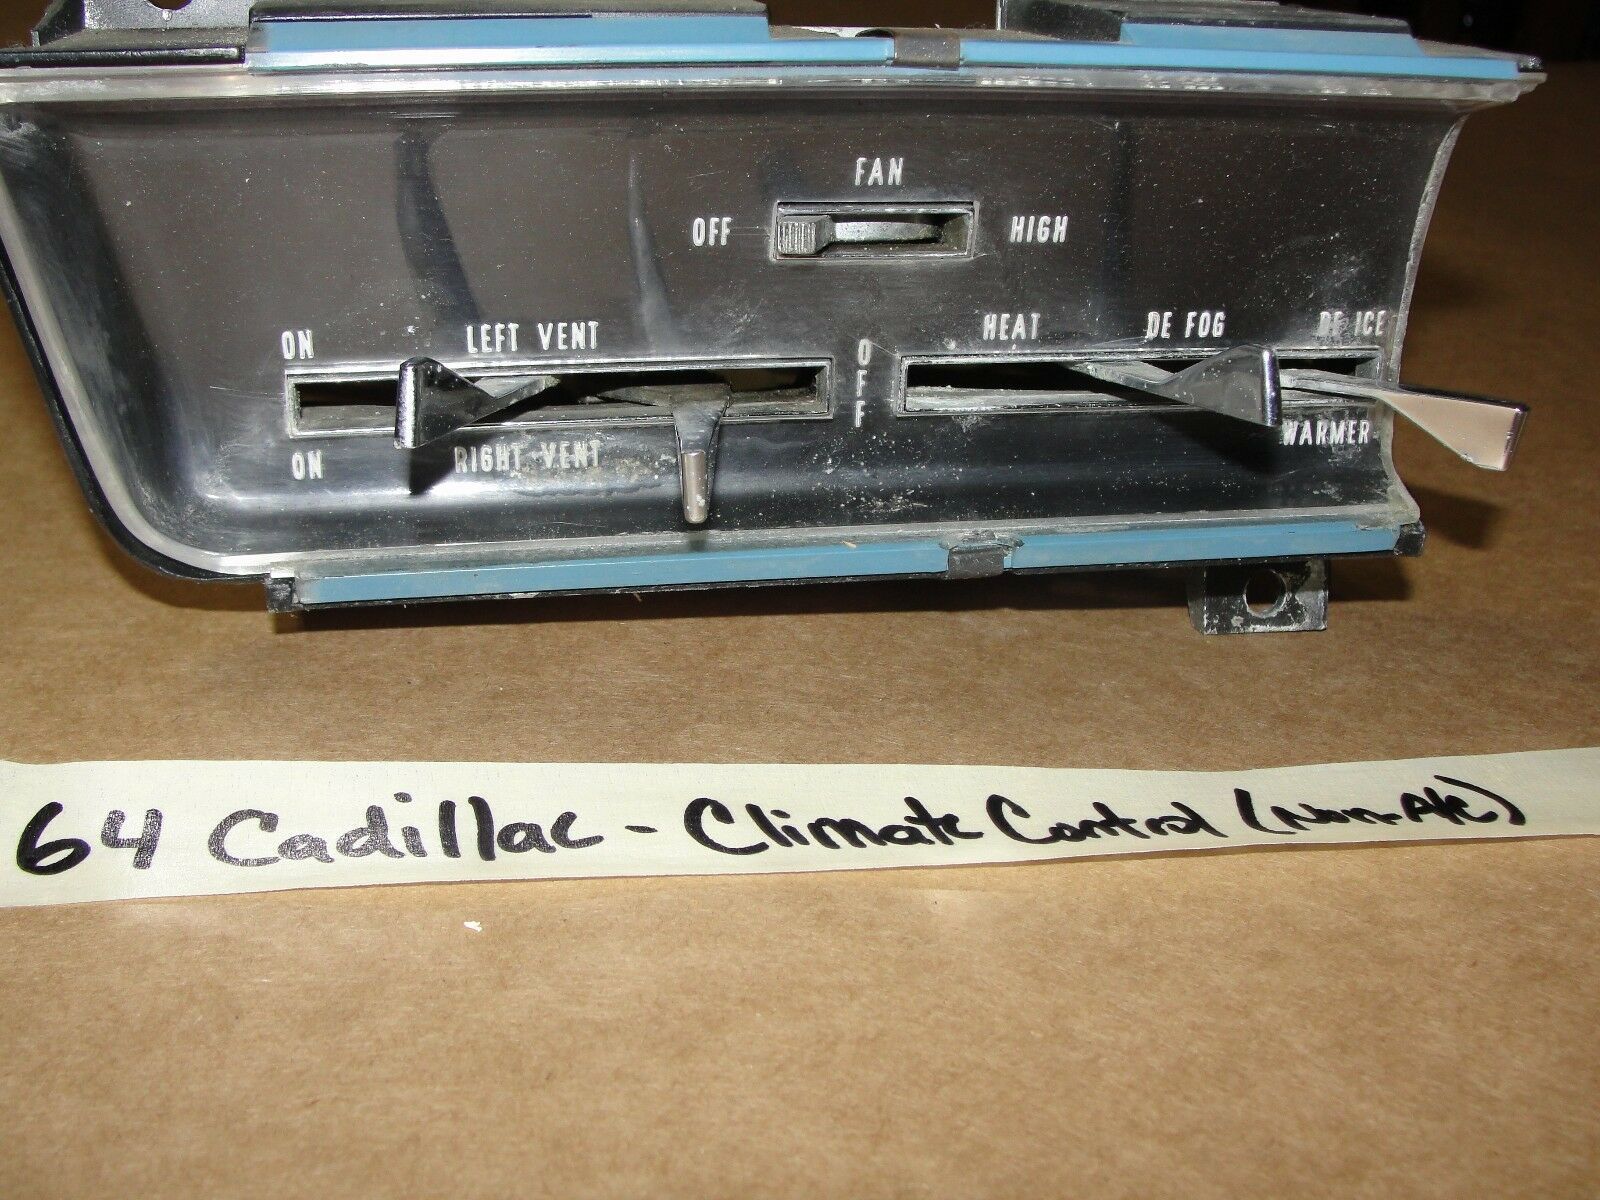 FAN
OFF HIGH
ON LEFT VENT HEAT DE FOG DE ICE
OFF
ON RIGHT VENT WARMER
64 Cadillac - Climate Control (Non-A/C)